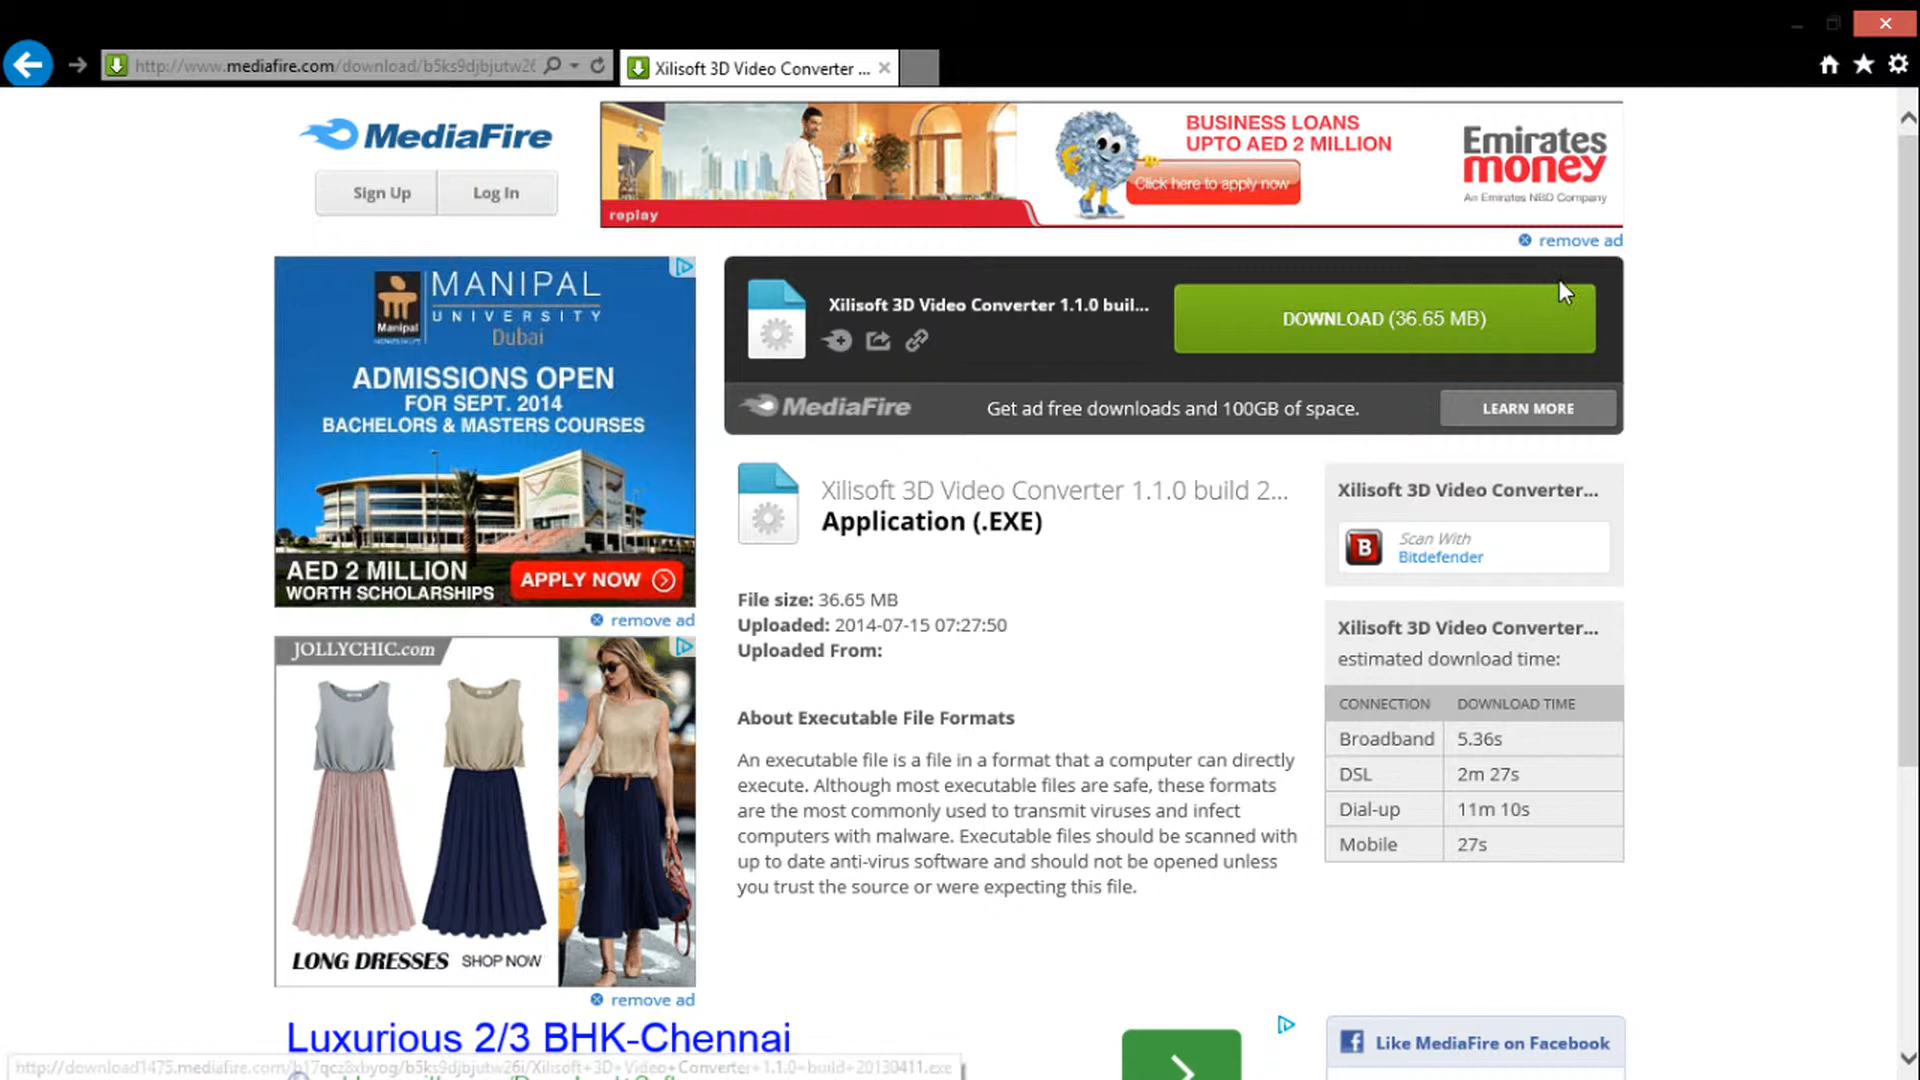 http://www.mediafire.com/download/b5ks9djbjutw26
Xilisoft 3D Video Converter ...
MediaFire
Sign Up
Log In
BUSINESS LOANS
UPTO AED 2 MILLION
Click here to apply now
Emirates
money
An Emirates NBD Company
replay
remove ad
Manipal
MANIPAL
UNIVERSITY
Dubai
ADMISSIONS OPEN
FOR SEPT. 2014
BACHELORS & MASTERS COURSES
AED 2 MILLION
WORTH SCHOLARSHIPS
APPLY NOW
remove ad
Xilisoft 3D Video Converter 1.1.0 buil...
DOWNLOAD (36.65 MB)
MediaFire
Get ad free downloads and 100GB of space.
LEARN MORE
Xilisoft 3D Video Converter 1.1.0 build 2...
Application (.EXE)
File size: 36.65 MB
Uploaded: 2014-07-15 07:27:50
Uploaded From:
About Executable File Formats
An executable file is a file in a format that a computer can directly
execute. Although most executable files are safe, these formats
are the most commonly used to transmit viruses and infect
computers with malware. Executable files should be scanned with
up to date anti-virus software and should not be opened unless
you trust the source or were expecting this file.
Xilisoft 3D Video Converter...
B
Scan With
Bitdefender
Xilisoft 3D Video Converter...
estimated download time:
CONNECTION DOWNLOAD TIME
Broadband 5.36s
DSL 2m 27s
Dial-up 11m 10s
Mobile 27s
JOLLYCHIC.com
LONG DRESSES SHOP NOW
remove ad
Luxurious 2/3 BHK-Chennai
Like MediaFire on Facebook